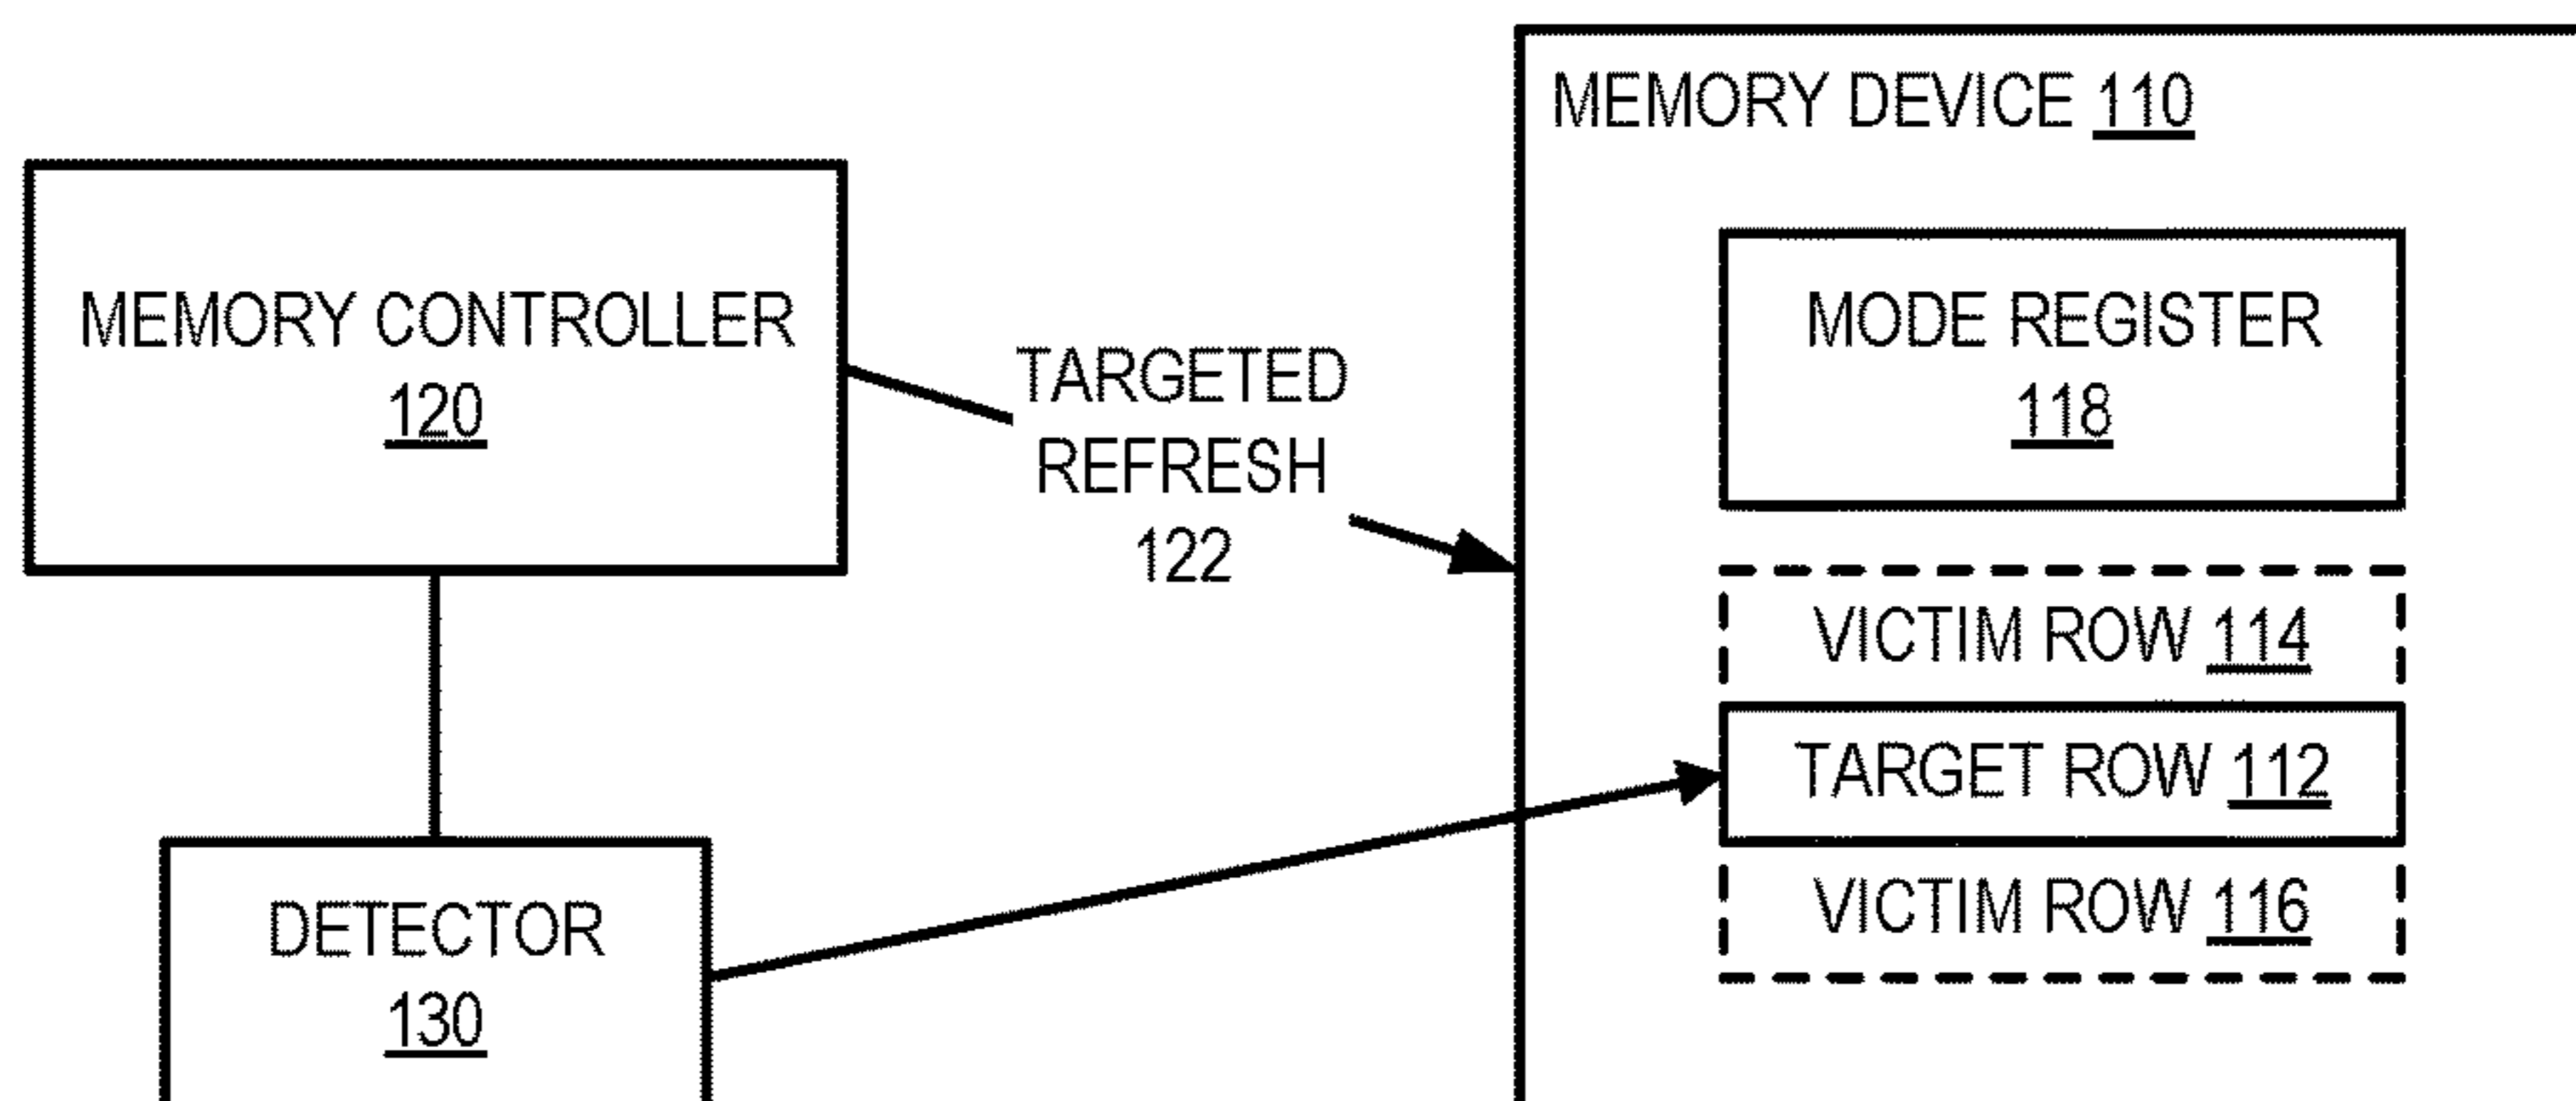 MEMORY DEVICE 110
MEMORY CONTROLLER
120
TARGETED
REFRESH
122
MODE REGISTER
118
VICTIM ROW 114
TARGET ROW 112
VICTIM ROW 116
DETECTOR
130